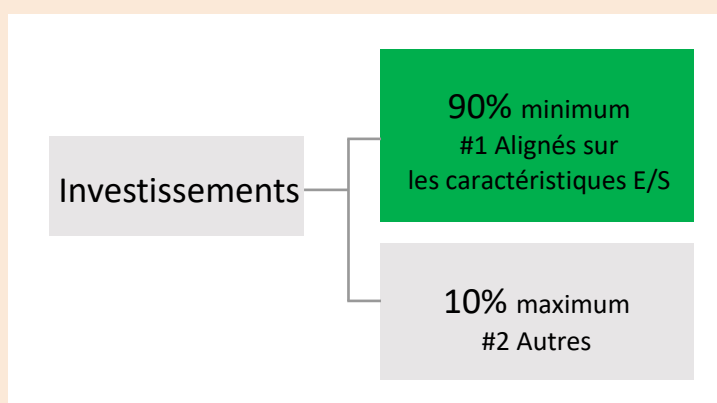 Investissements
90% minimum
#1 Alignés sur
les caractéristiques E/S
10% maximum
#2 Autres